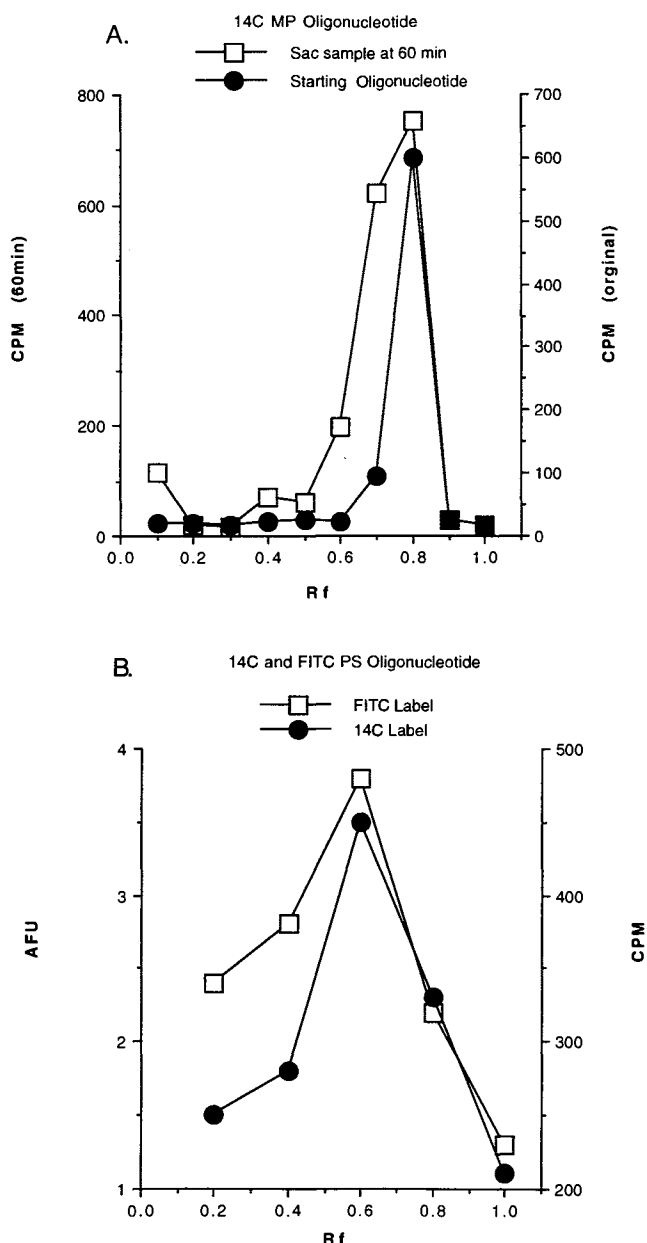 A.
14C MP Oligonucleotide
Sac sample at 60 min
Starting Oligonucleotide
800
600
400
200
0
CPM (60min)
700
600
500
400
300
200
100
0
CPM (orginal)
0.0 0.2 0.4 0.6 0.8 1.0
Rf
B.
14C and FITC PS Oligonucleotide
FITC Label
14C Label
4
3
2
1
AFU
500
400
300
200
CPM
0.0 0.2 0.4 0.6 0.8 1.0
Rf